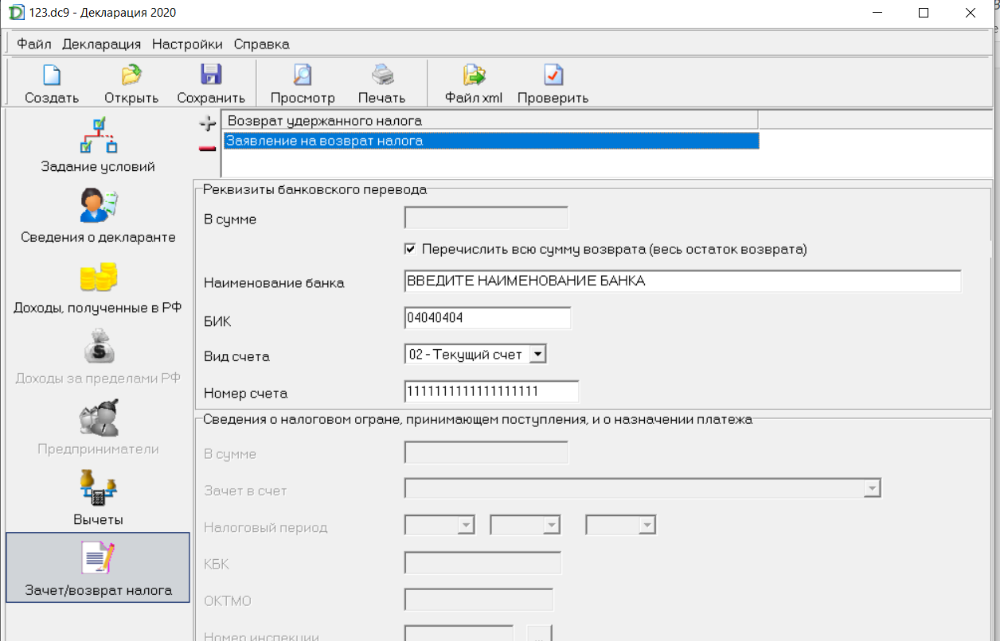 123.dc9 - Декларация 2020
Файл Декларация Настройки Справка
Создать Открыть Сохранить Просмотр Печать Файл xml Проверить
Задание условий
Сведения о декларанте
Доходы, полученные в РФ
Доходы за пределами РФ
Предприниматели
Вычеты
Зачет/возврат налога
Возврат удержанного налога
Заявление на возврат налога
Реквизиты банковского перевода
В сумме
Перечислить всю сумму возврата (весь остаток возврата)
Наименование банка ВВЕДИТЕ НАИМЕНОВАНИЕ БАНКА
БИК 04040404
Вид счета 02 - Текущий счет
Номер счета 11111111111111111111
Сведения о налоговом огране, принимающем поступления, и о назначении платежа
В сумме
Зачет в счет
Налоговый период
КБК
ОКТМО
Номер инспекции ...